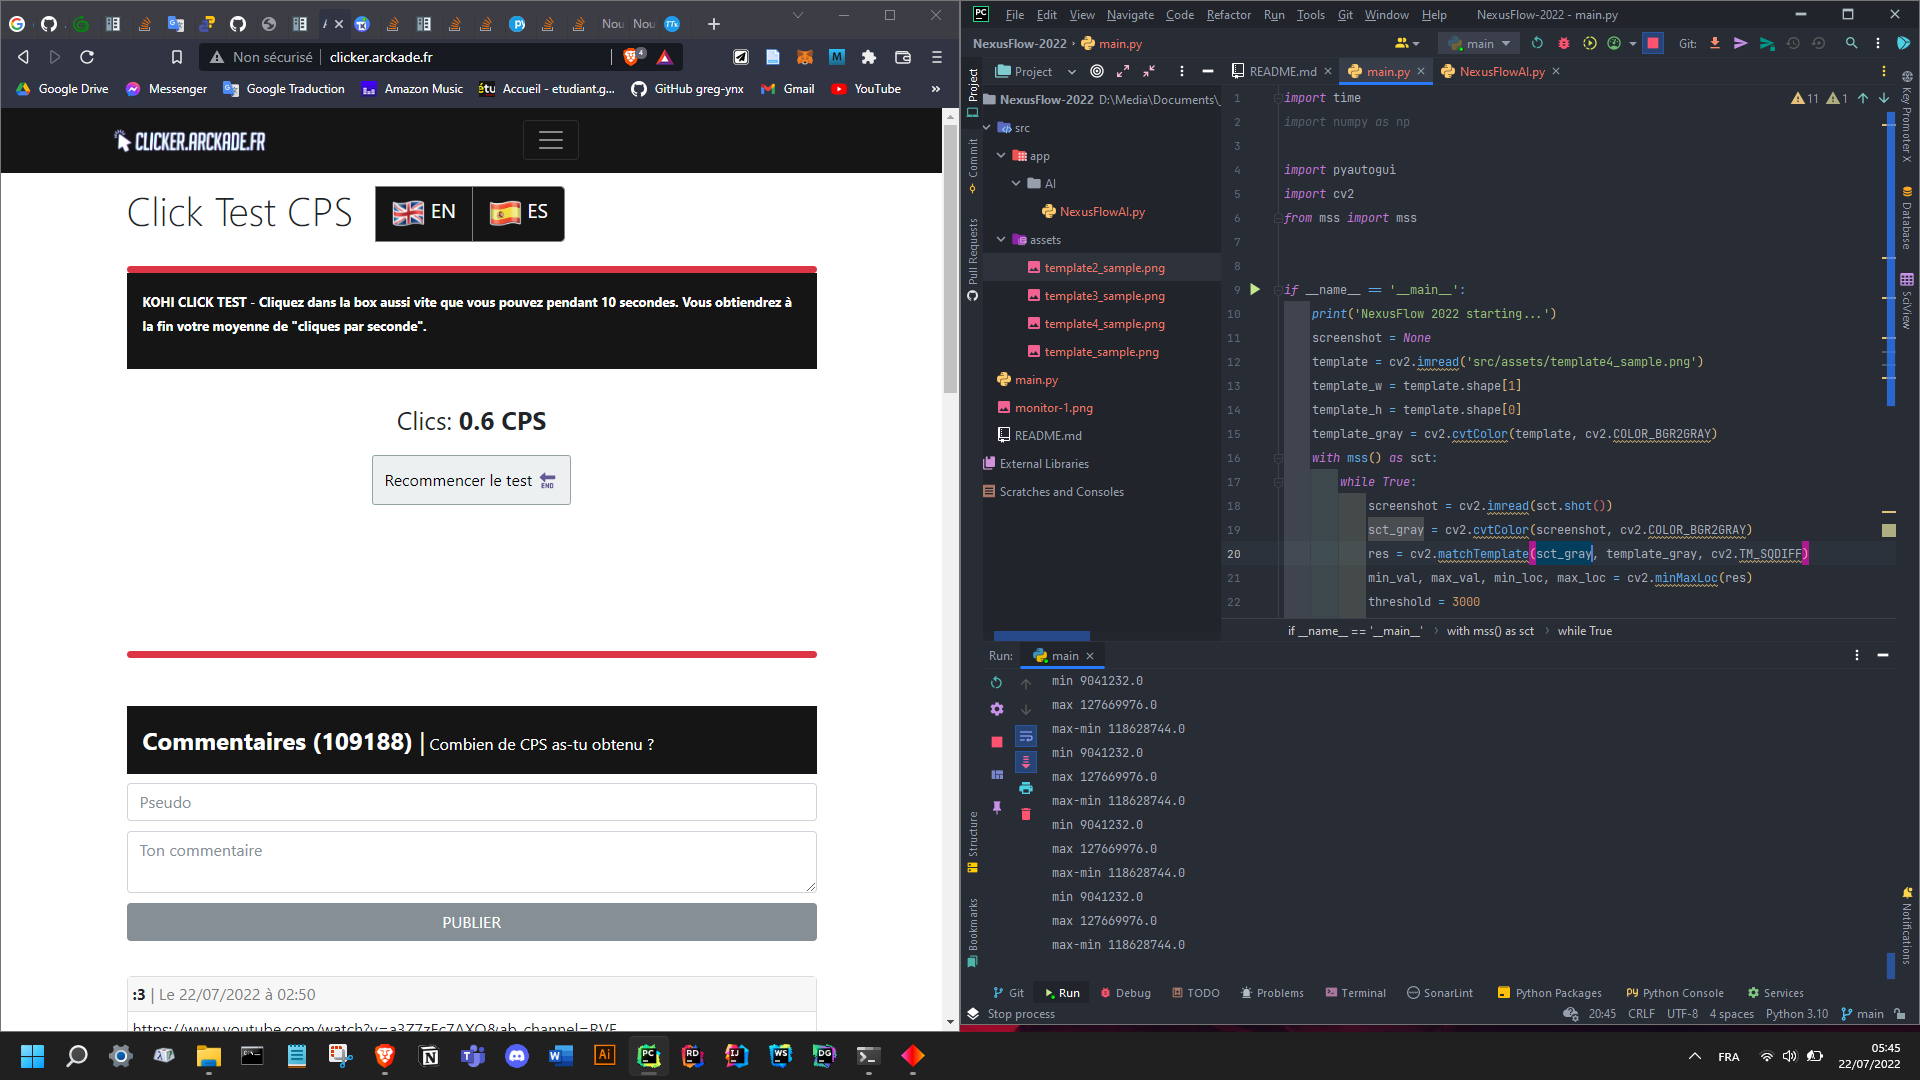 Nou
Nou
Non sécurisé
clicker.arckade.fr
4
Google Drive
Messenger
Google Traduction
Amazon Music
Accueil - etudiant.g...
GitHub greg-ynx
Gmail
YouTube
»
CLICKER.ARCKADE.FR
Click Test CPS
EN
ES
KOHI CLICK TEST - Cliquez dans la box aussi vite que vous pouvez pendant 10 secondes. Vous obtiendrez à
la fin votre moyenne de "cliques par seconde".
Clics: 0.6 CPS
Recommencer le test
END
Commentaires (109188) | Combien de CPS as-tu obtenu ?
Pseudo
Ton commentaire
PUBLIER
:3 | Le 22/07/2022 à 02:50
File Edit View Navigate Code Refactor Run Tools Git Window Help
NexusFlow-2022 - main.py
NexusFlow-2022
main.py
main
Git:
Project
README.md
main.py
NexusFlowAI.py
NexusFlow-2022 D:\Media\Documents\
src
app
AI
NexusFlowAI.py
assets
template2_sample.png
template3_sample.png
template4_sample.png
template_sample.png
main.py
monitor-1.png
README.md
External Libraries
Scratches and Consoles
Project
Commit
Pull Requests
Structure
Bookmarks
11
1
1 import time
2 import numpy as np
3
4 import pyautogui
5 import cv2
6 from mss import mss
7
8
9 if __name__ == '__main__':
10 print('NexusFlow 2022 starting...')
11 screenshot = None
12 template = cv2.imread('src/assets/template4_sample.png')
13 template_w = template.shape[1]
14 template_h = template.shape[0]
15 template_gray = cv2.cvtColor(template, cv2.COLOR_BGR2GRAY)
16 with mss() as sct:
17 while True:
18 screenshot = cv2.imread(sct.shot())
19 sct_gray = cv2.cvtColor(screenshot, cv2.COLOR_BGR2GRAY)
20 res = cv2.matchTemplate(sct_gray, template_gray, cv2.TM_SQDIFF)
21 min_val, max_val, min_loc, max_loc = cv2.minMaxLoc(res)
22 threshold = 3000
if __name__ == '__main__'
with mss() as sct
while True
Key Promoter X
Database
SciView
Notifications
Run:
main
min 9041232.0
max 127669976.0
max-min 118628744.0
min 9041232.0
max 127669976.0
max-min 118628744.0
min 9041232.0
max 127669976.0
max-min 118628744.0
min 9041232.0
max 127669976.0
max-min 118628744.0
Git
Run
Debug
TODO
Problems
Terminal
SonarLint
Python Packages
Python Console
Services
Stop process
20:45
CRLF
UTF-8
4 spaces
Python 3.10
main
FRA
05:45
22/07/2022